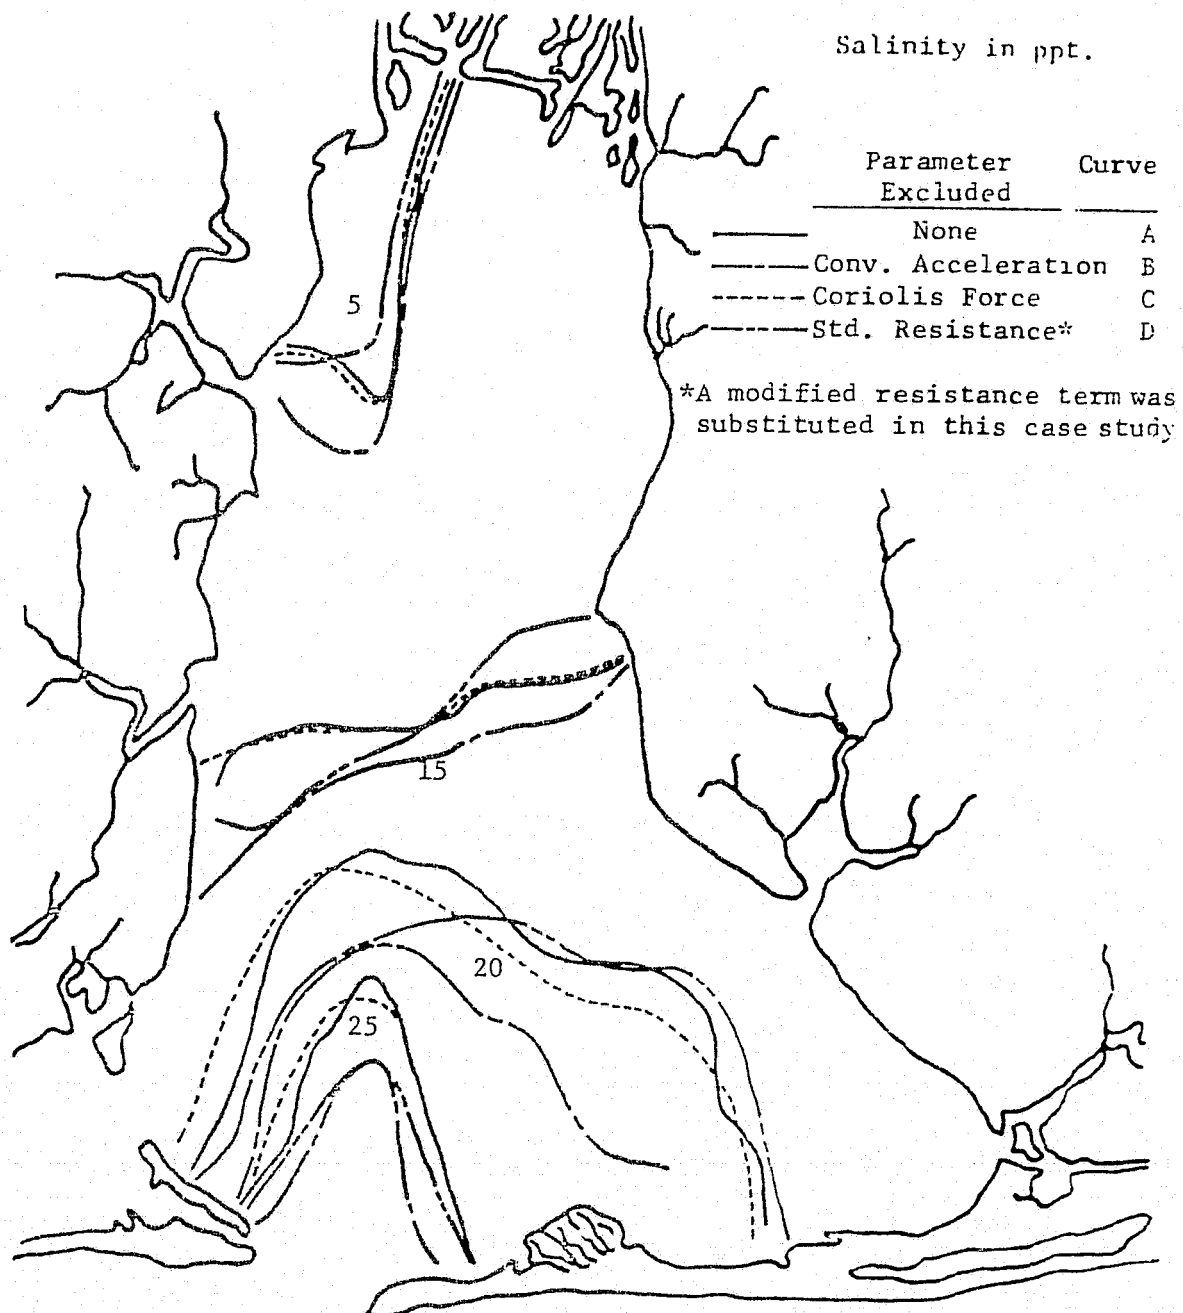 Salinity in ppt.
Parameter Curve
Excluded
None A
Conv. Acceleration B
Coriolis Force C
Std. Resistance* D
*A modified resistance term was
substituted in this case study
5
15
20
25